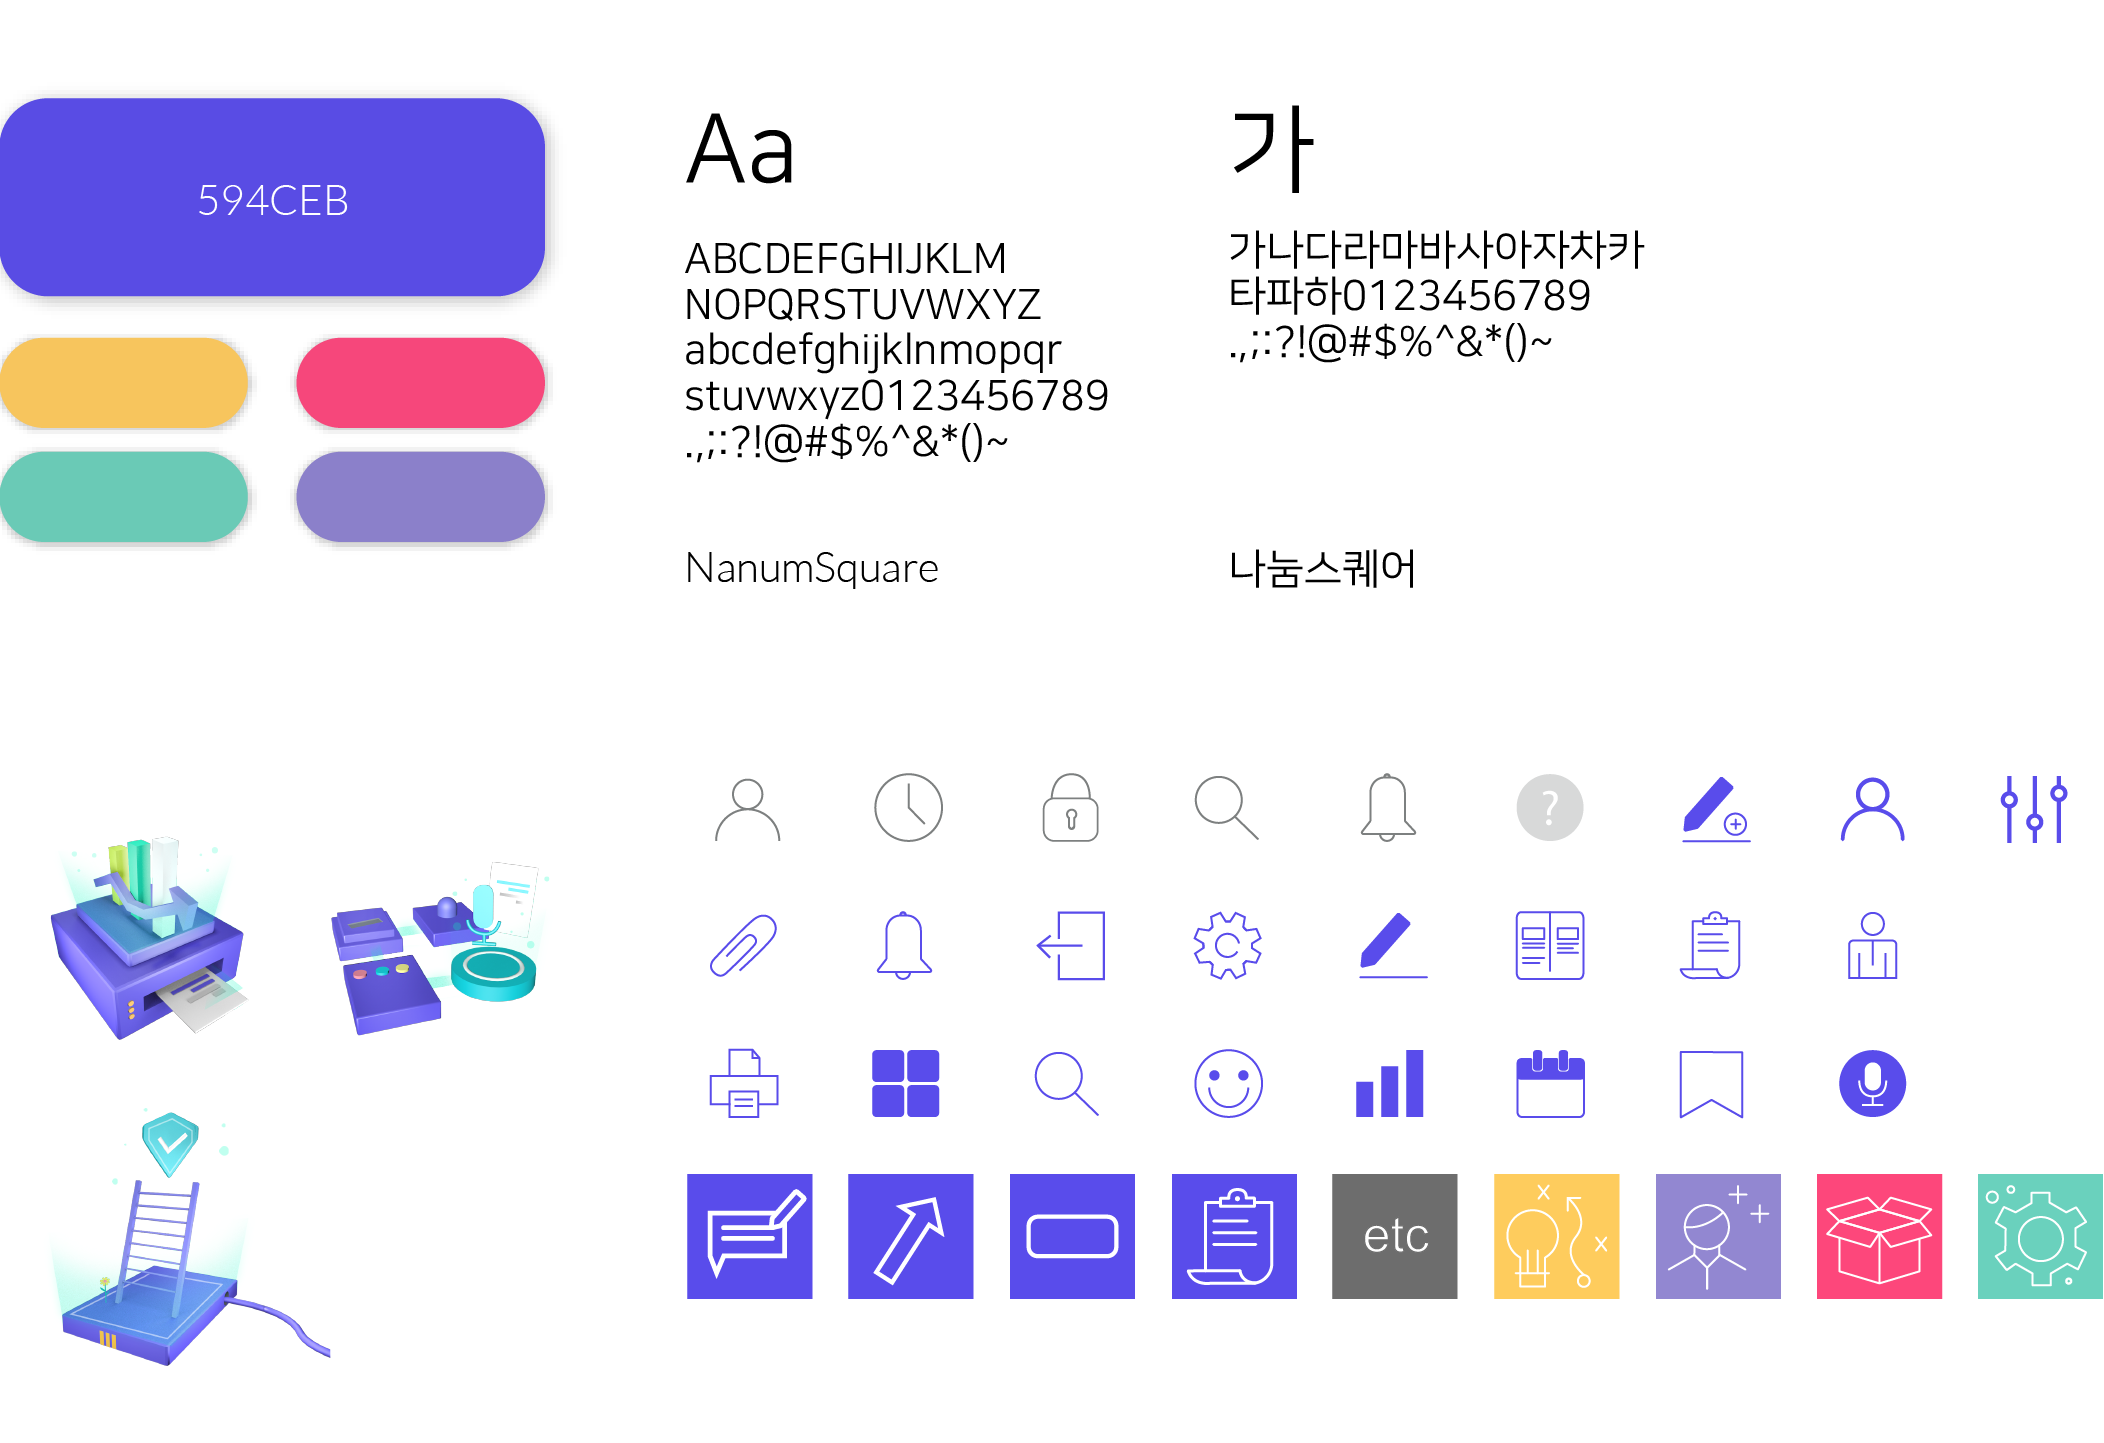 594CEB
Aa
ABCDEFGHIJKLM
NOPQRSTUVWXYZ
abcdefghijklnmopqr
stuvwxyz0123456789
.,;:?!@#$%^&*()~
NanumSquare
가
가나다라마바사아자차카
타파하0123456789
.,;:?!@#$%^&*()~
나눔스퀘어
?
etc